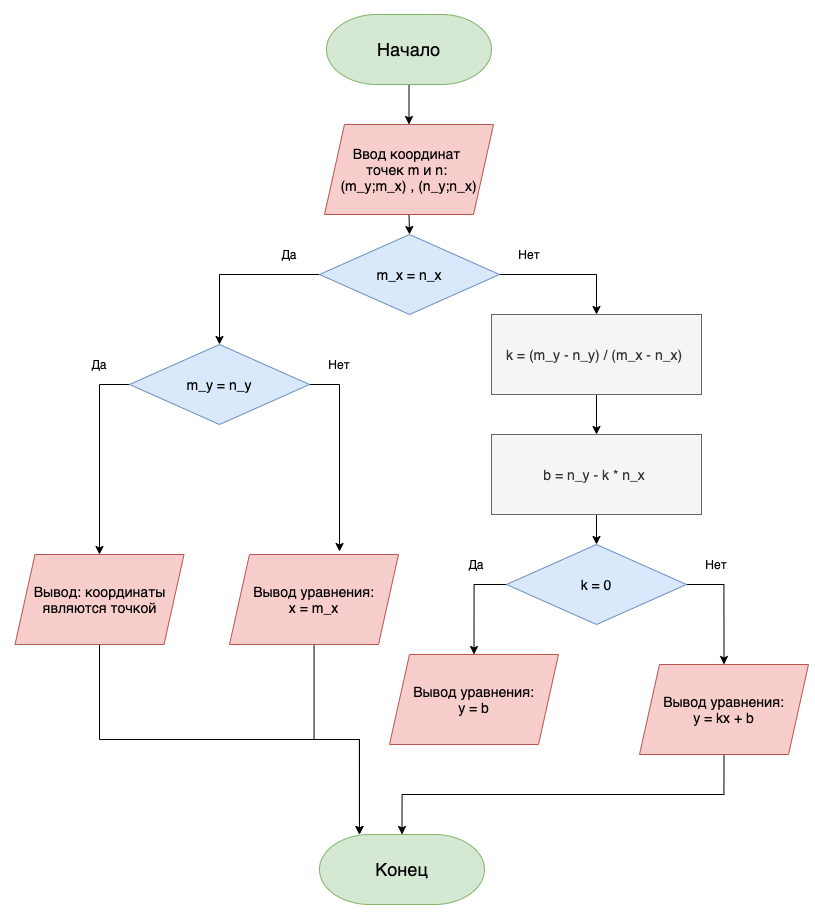 Начало
Ввод координат
точек m и n:
(m_y;m_x) , (n_y;n_x)
Да
Нет
m_x = n_x
k = (m_y - n_y) / (m_x - n_x)
Да
Нет
m_y = n_y
b = n_y - k * n_x
Да
Нет
k = 0
Вывод: координаты
являются точкой
Вывод уравнения:
x = m_x
Вывод уравнения:
y = b
Вывод уравнения:
y = kx + b
Конец